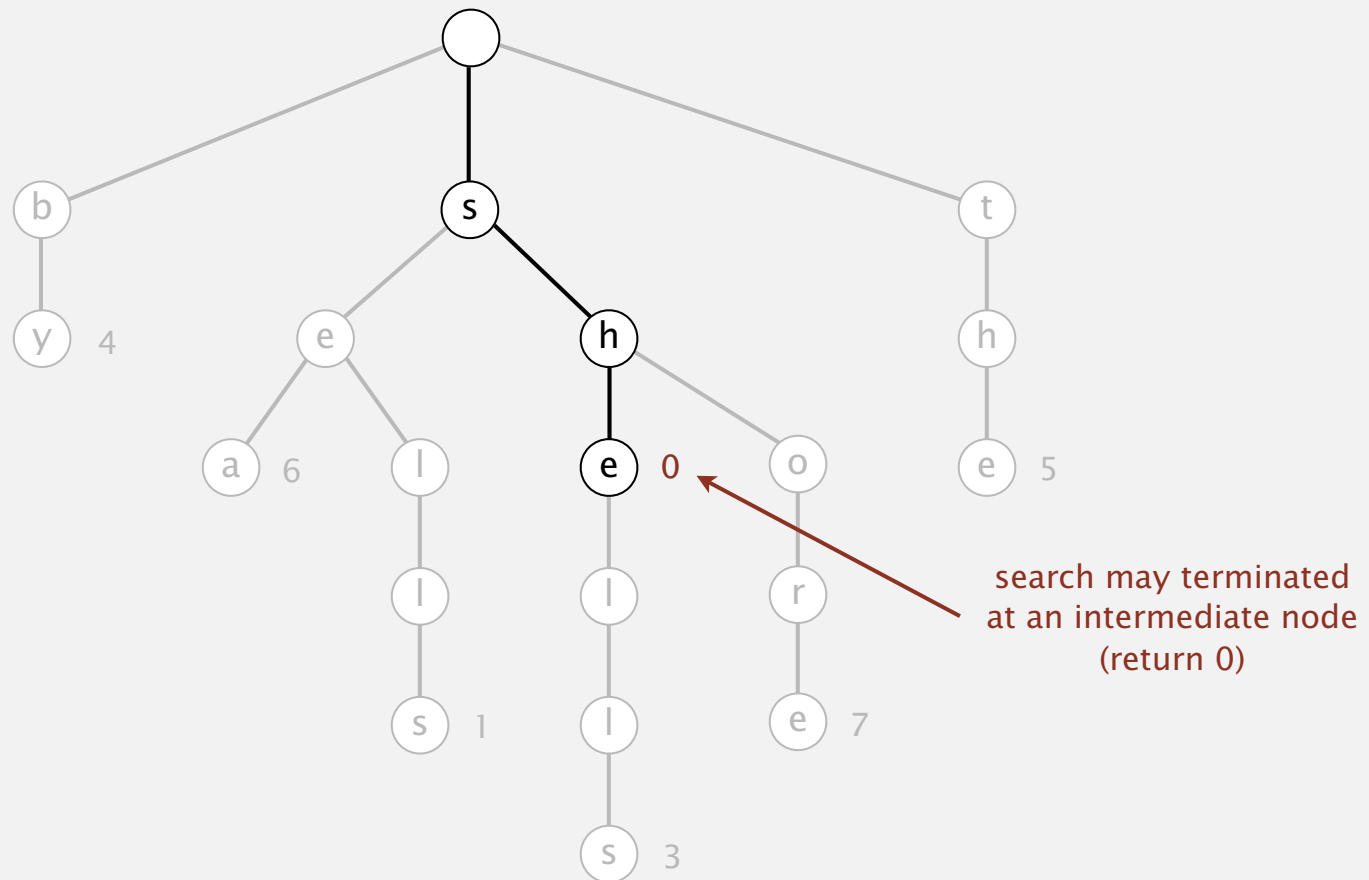 b s t
y 4 e h h
a 6 l e 0 o e 5
l l r
s 1 l e 7
s 3
search may terminated
at an intermediate node
(return 0)